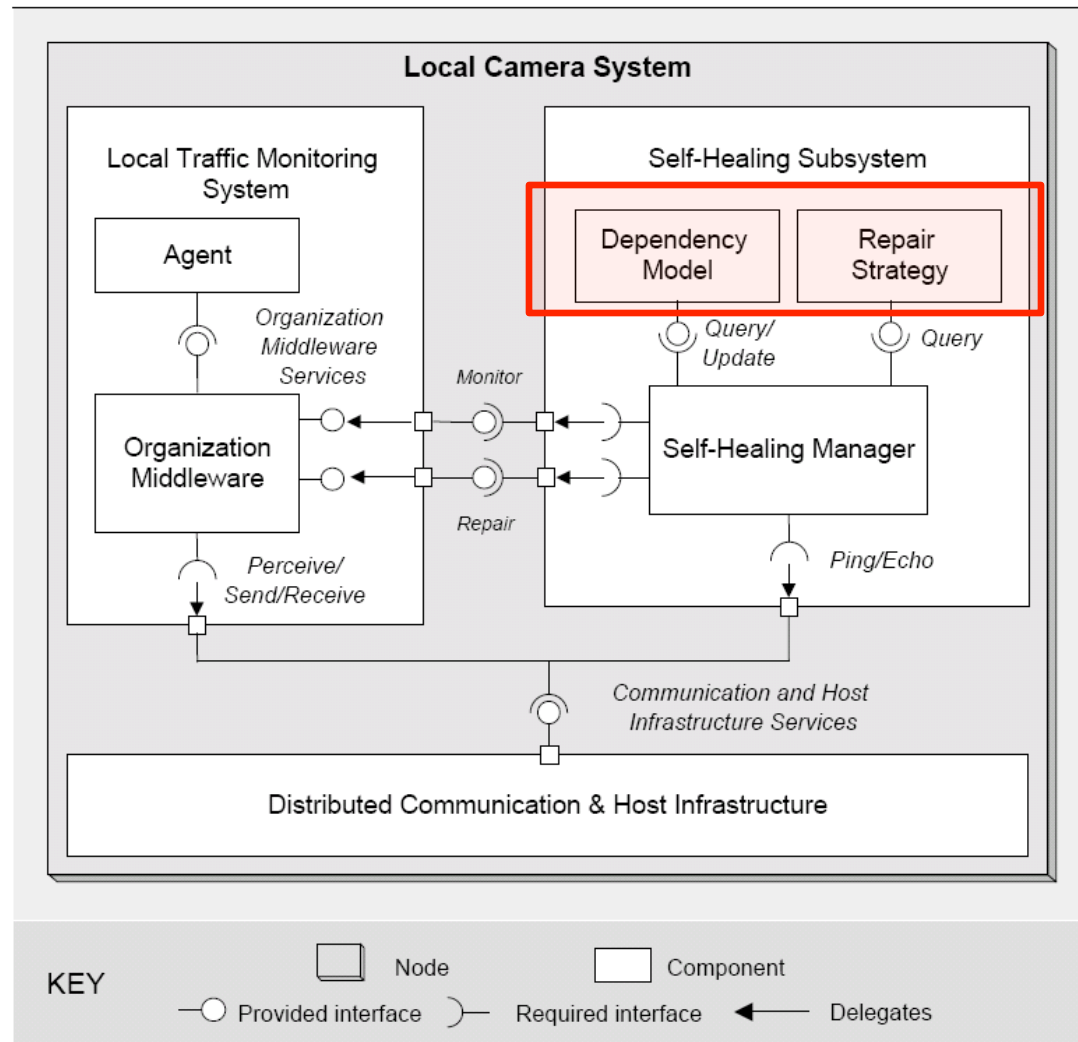 Local Camera System
Local Traffic Monitoring
System
Agent
Organization
Middleware
Services
Organization
Middleware
Perceive/
Send/Receive
Monitor
Repair
Self-Healing Subsystem
Dependency
Model
Repair
Strategy
Query/
Update
Query
Self-Healing Manager
Ping/Echo
Communication and Host
Infrastructure Services
Distributed Communication & Host Infrastructure
KEY
Node
Component
Provided interface
Required interface
Delegates